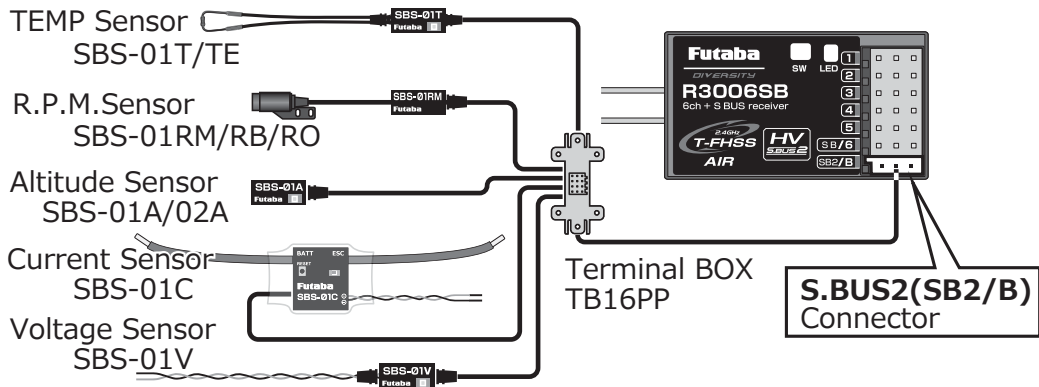 TEMP Sensor
SBS-01T/TE
SBS-01T
Futaba
R.P.M.Sensor
SBS-01RM/RB/RO
SBS-01RM
Futaba
Altitude Sensor
SBS-01A/02A
SBS-01A
Futaba
Current Sensor
SBS-01C
BATT ESC
RESET
Futaba
SBS-01C
Voltage Sensor
SBS-01V
SBS-01V
Futaba
Terminal BOX
TB16PP
Futaba
DIVERSITY
R3006SB
6ch + S BUS receiver
SW LED
2.4GHz
T-FHSS
AIR
HV
S.BUS2
1
2
3
4
5
SB/6
SB2/B
S.BUS2(SB2/B)
Connector